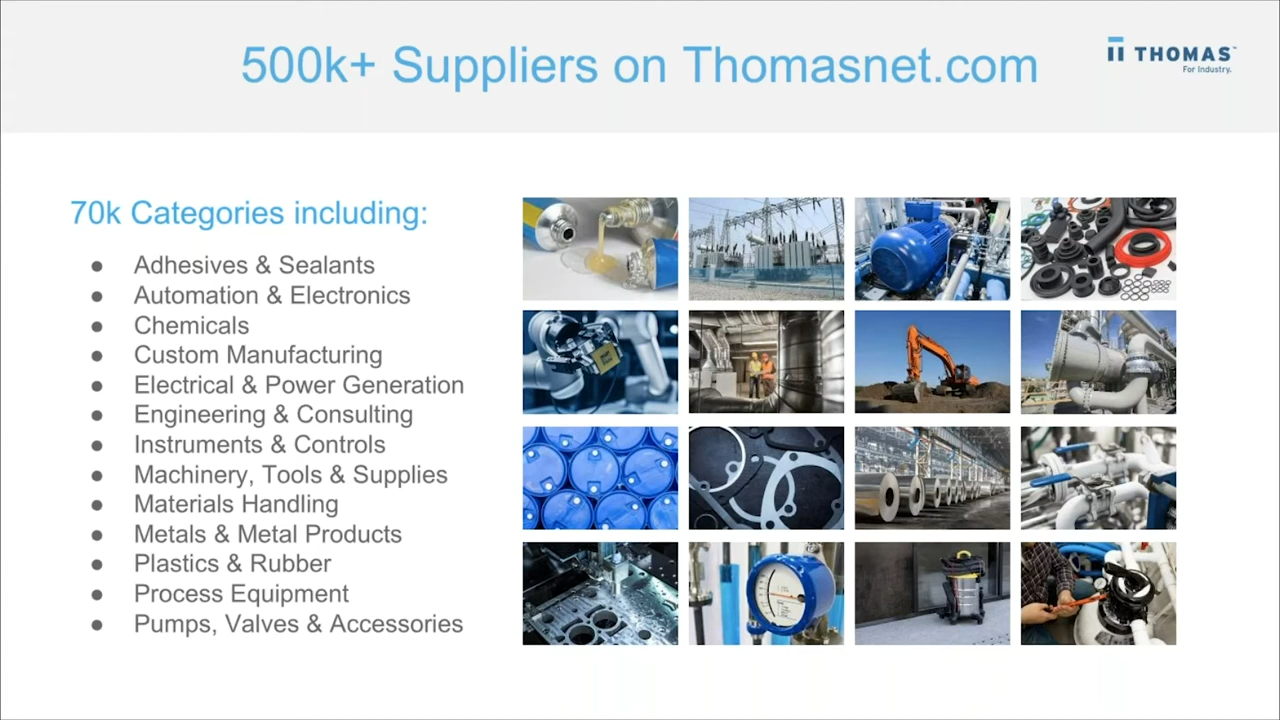 500k+ Suppliers on Thomasnet.com
THOMAS™
For Industry.
70k Categories including:
● Adhesives & Sealants
● Automation & Electronics
● Chemicals
● Custom Manufacturing
● Electrical & Power Generation
● Engineering & Consulting
● Instruments & Controls
● Machinery, Tools & Supplies
● Materials Handling
● Metals & Metal Products
● Plastics & Rubber
● Process Equipment
● Pumps, Valves & Accessories